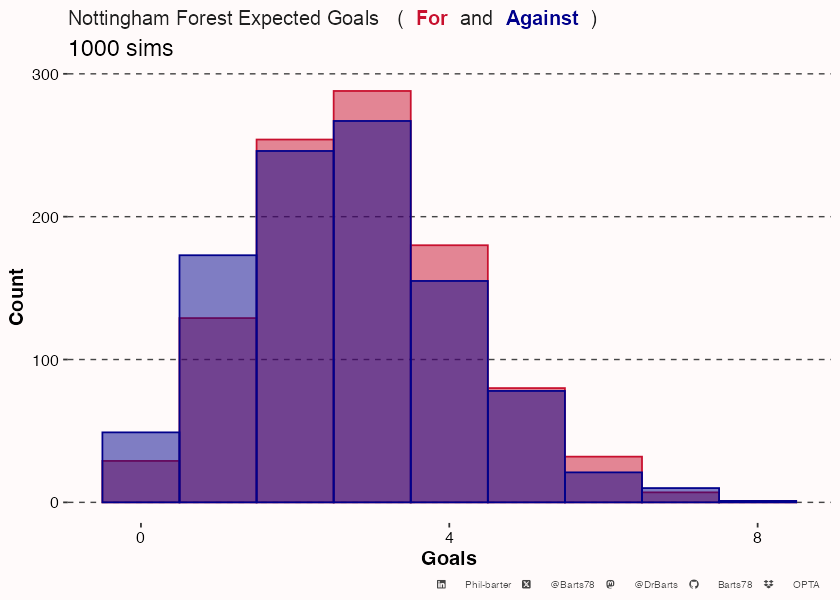 Nottingham Forest Expected Goals ( For and Against )
1000 sims
300
200
100
0
Count
0 4 8
Goals
Phil-barter @Barts78 @DrBarts Barts78 OPTA